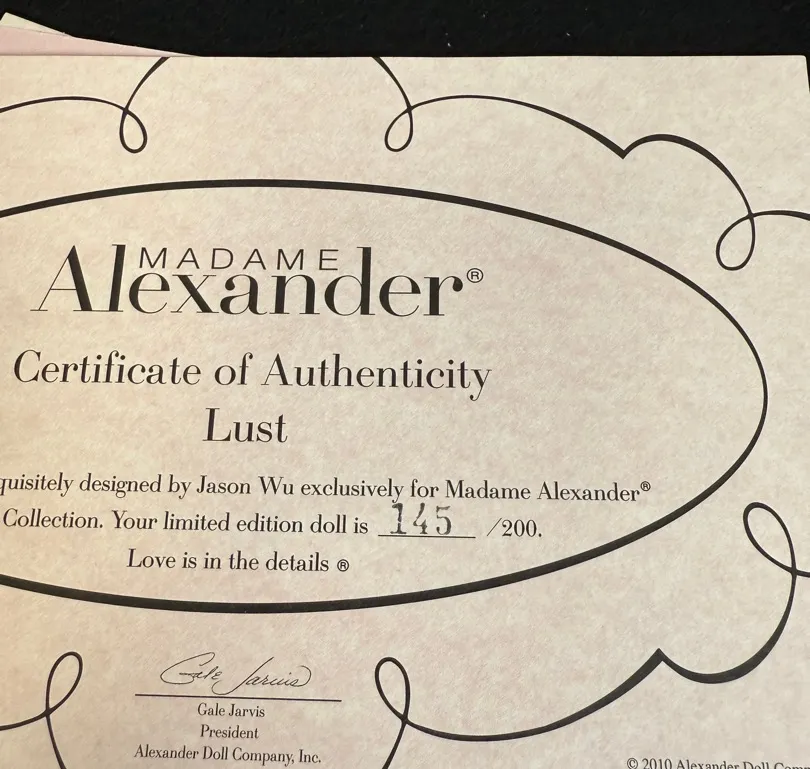 MADAME
Alexander®
Certificate of Authenticity
Lust
quisitely designed by Jason Wu exclusively for Madame Alexander®
Collection. Your limited edition doll is 145 /200.
Love is in the details ®
Gale Jarvis
Gale Jarvis
President
Alexander Doll Company, Inc.
© 2010 Alexander Doll Comp